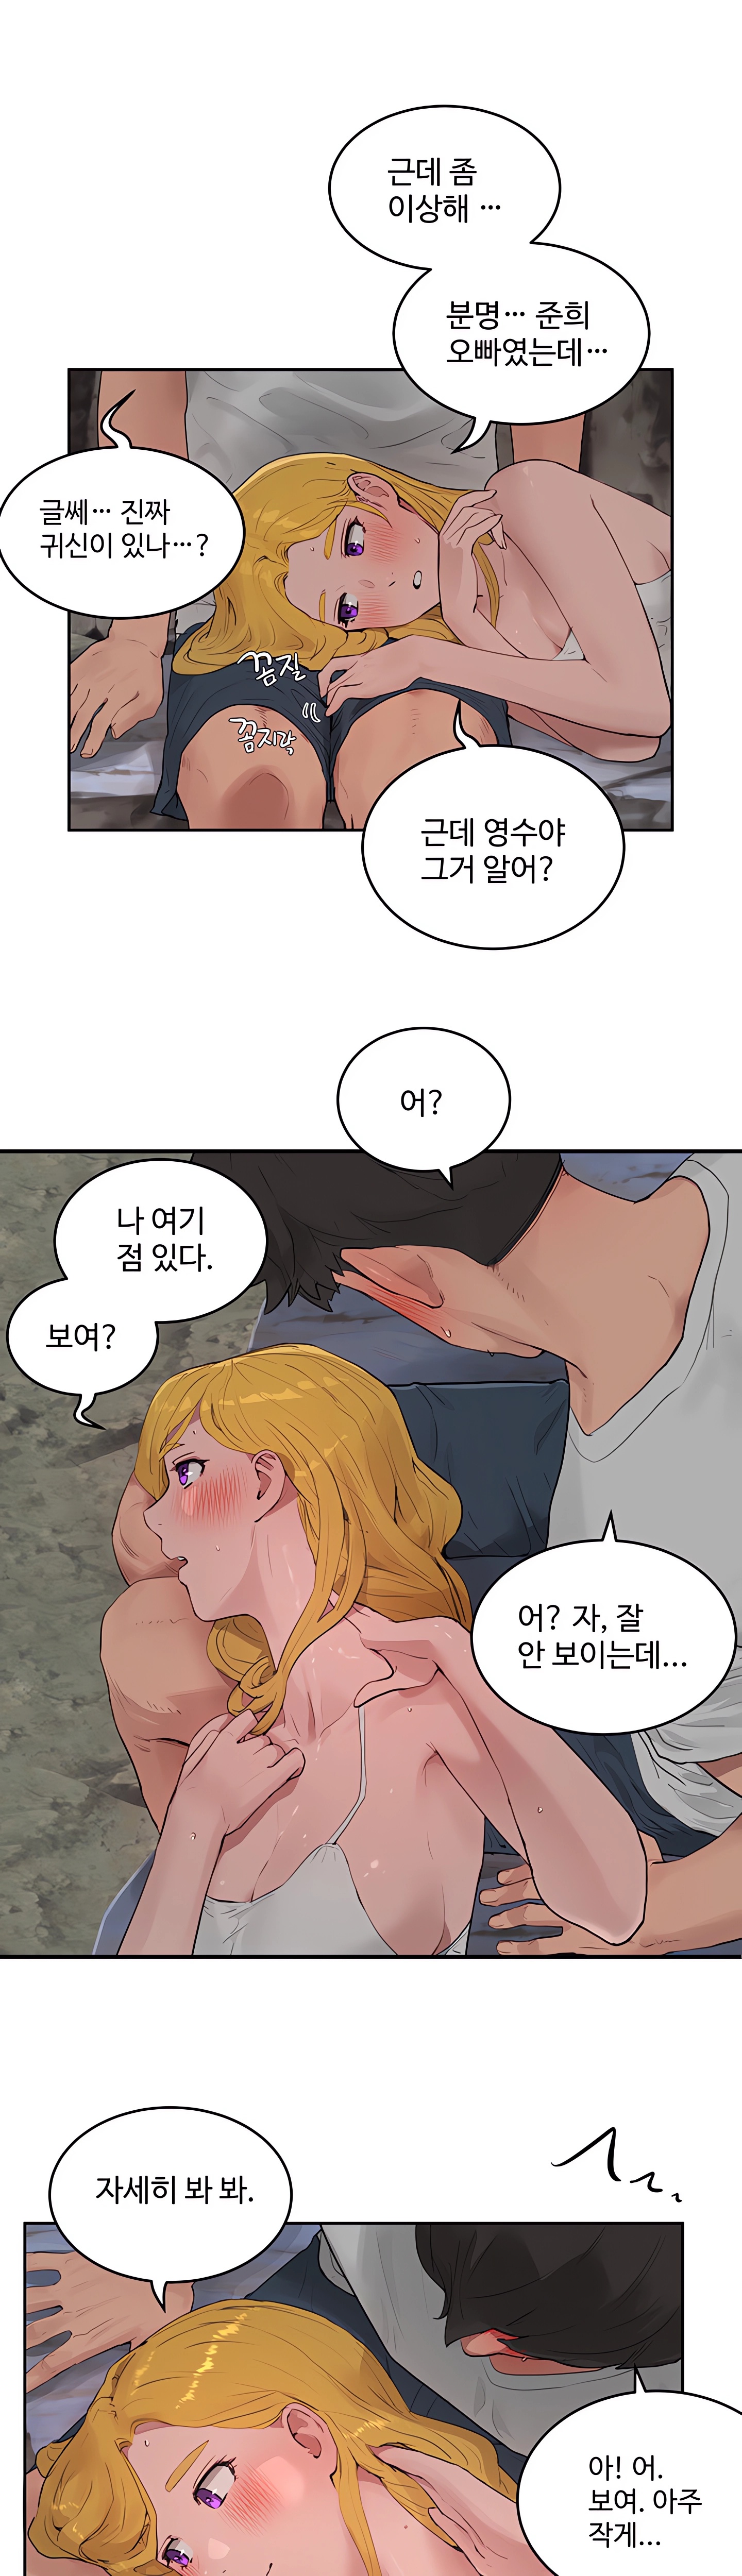 근데 좀
이상해 …
분명… 준희
오빠였는데…
글쎄… 진짜
귀신이 있나…?
꼼질
꼼지락
근데 영수야
그거 알어?
어?
나 여기
점 있다.
보여?
어? 자, 잘
안 보이는데...
자세히 봐 봐.
아! 어.
보여. 아주
작게...